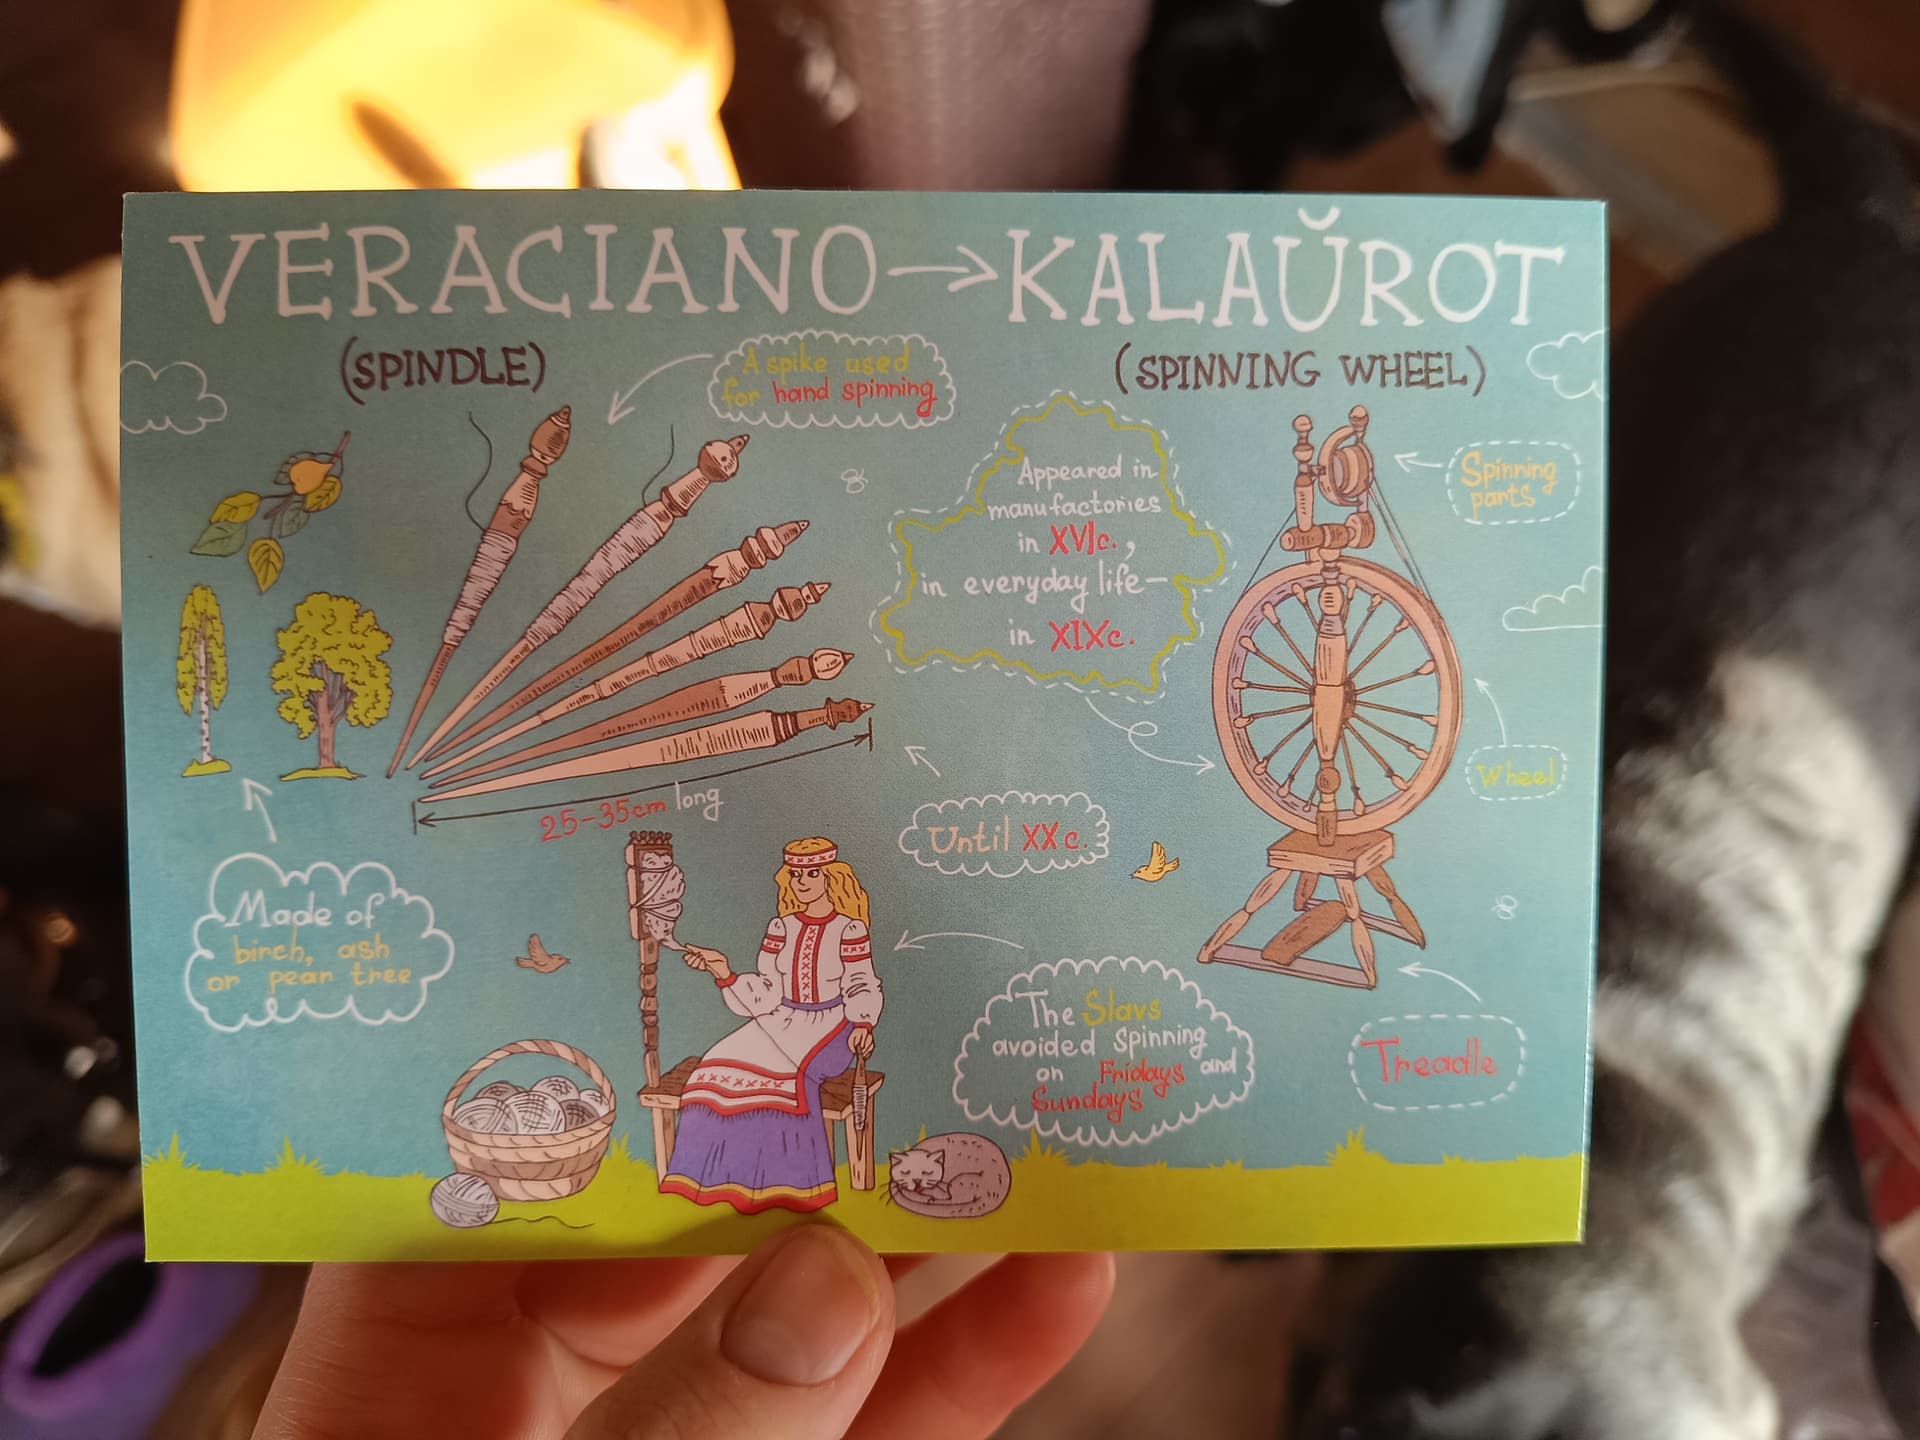 VERACIANO → KALAŬROT
(SPINDLE)
(SPINNING WHEEL)
A spike used
for hand spinning
Appeared in
manufactories
in XVIc.,
in everyday life—
in XIXc.
Spinning
parts
Wheel
25-35cm long
Until XXc.
Made of
birch, ash
or pear tree
The Slavs
avoided Spinning
on Fridays and
Sundays
Treadle